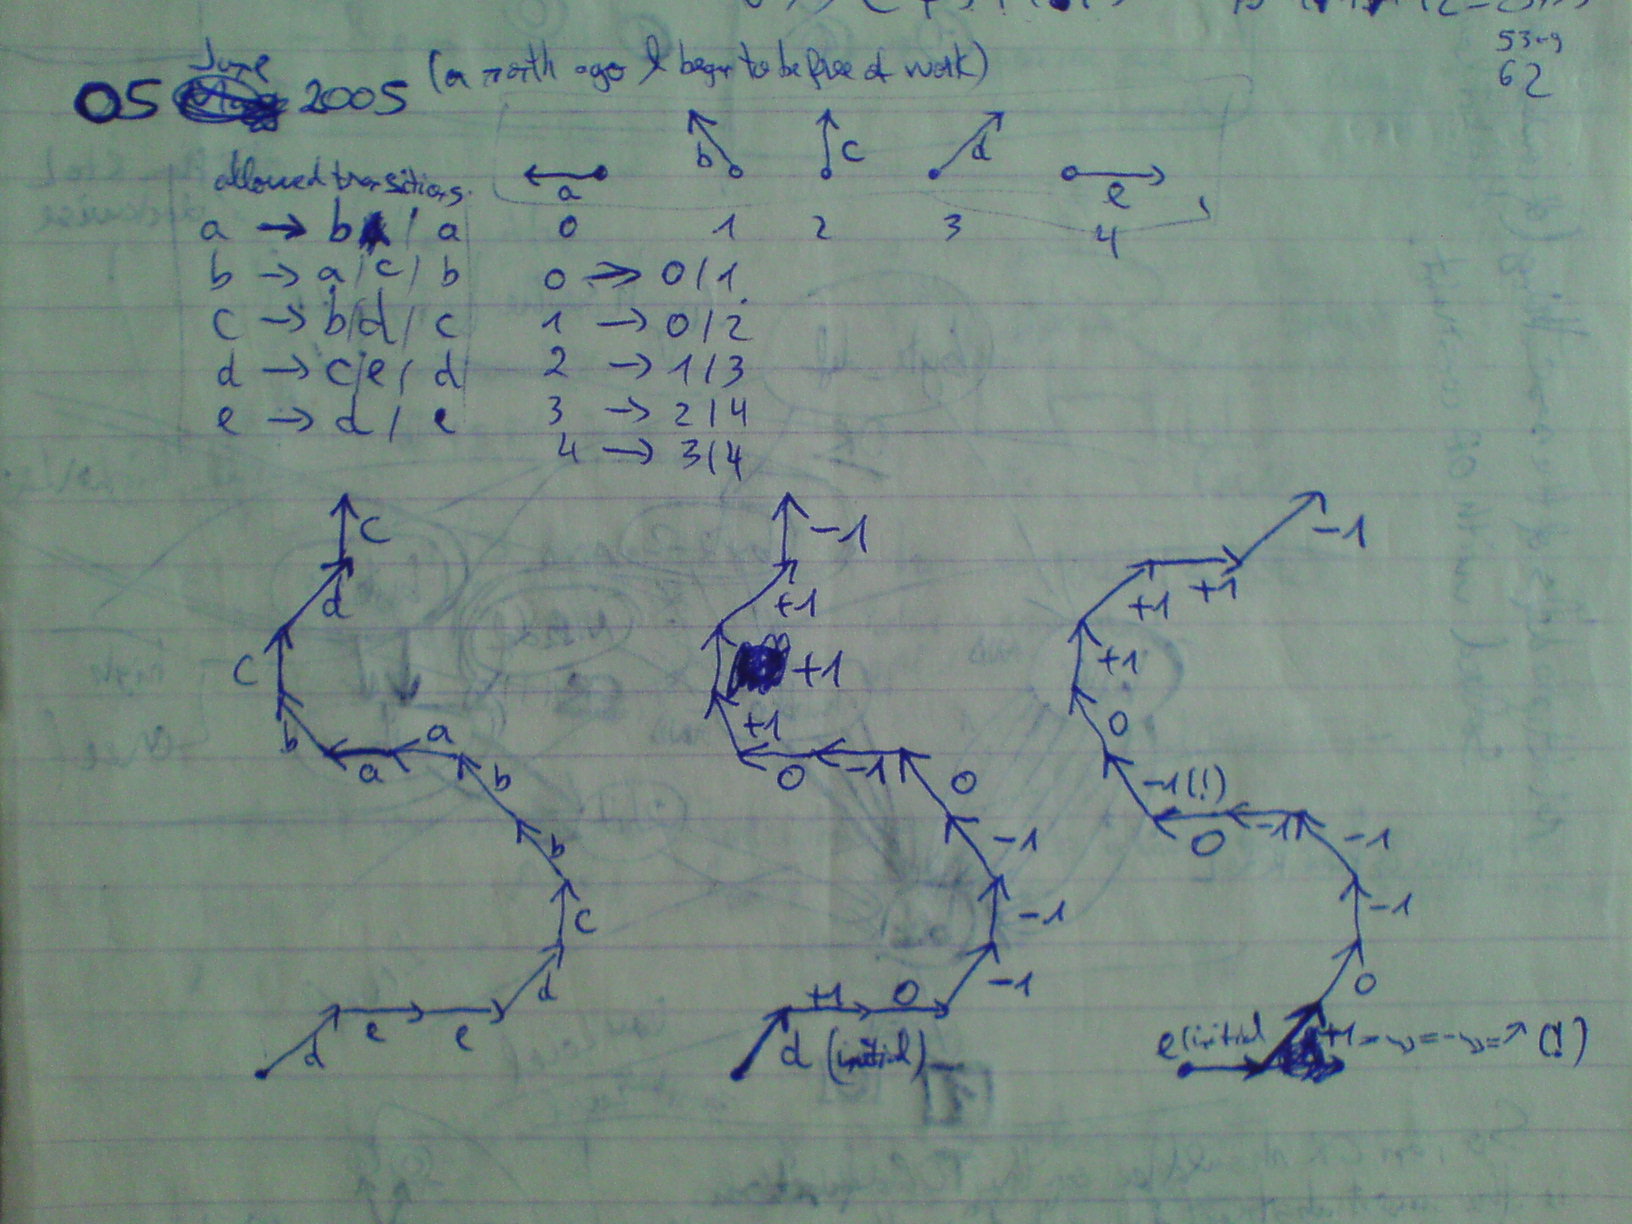 53-9
62
05 June 2005 (a month ago I began to be free of work)
allowed transitions
a b c d e
0 1 2 3 4
a → b / a
b → a / c / b
c → b / d / c
d → c / e / d
e → d / e
0 → 0 / 1
1 → 0 / 2
2 → 1 / 3
3 → 2 / 4
4 → 3 / 4
c
d
c
b
a
a
b
b
c
d
e
e
d
-1
+1
+1
+1
0
-1
0
-1
-1
-1
0
+1
d (initial)
-1
+1
+1
+1
0
-1(!)
0
-1
-1
-1
0
+1
e (initial
(!)